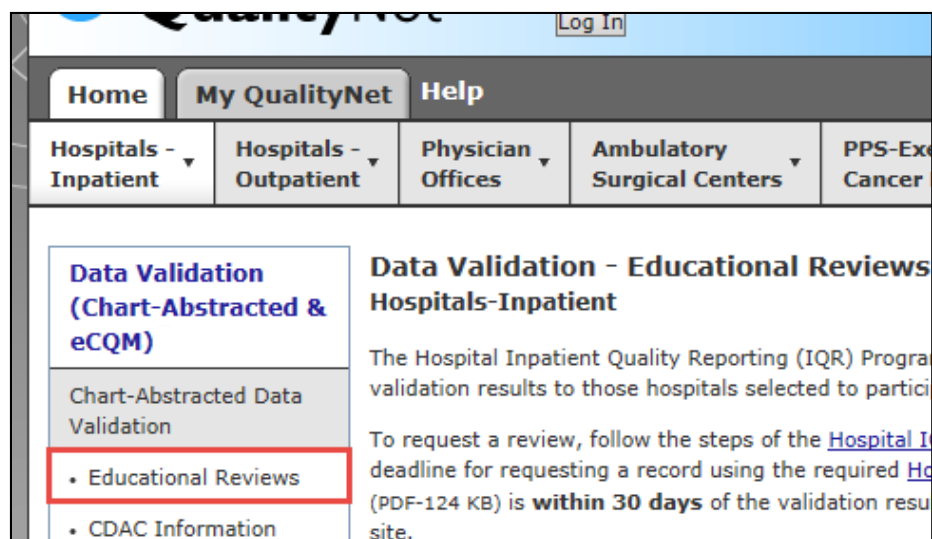 Log In
Home My QualityNet Help
Hospitals - Inpatient
Hospitals - Outpatient
Physician Offices
Ambulatory Surgical Centers
PPS-Exe
Cancer
Data Validation
(Chart-Abstracted &
eCQM)
Chart-Abstracted Data
Validation
• Educational Reviews
• CDAC Information
Data Validation - Educational Reviews
Hospitals-Inpatient
The Hospital Inpatient Quality Reporting (IQR) Progra
validation results to those hospitals selected to partici
To request a review, follow the steps of the Hospital I
deadline for requesting a record using the required Ho
(PDF-124 KB) is within 30 days of the validation resu
site.